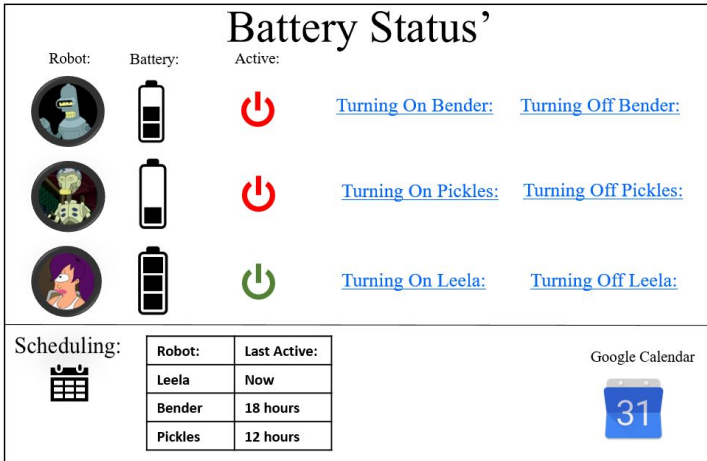 Battery Status’
Robot: Battery: Active:
Turning On Bender: Turning Off Bender:
Turning On Pickles: Turning Off Pickles:
Turning On Leela: Turning Off Leela:
Scheduling:
Robot: Last Active:
Leela Now
Bender 18 hours
Pickles 12 hours
Google Calendar
31